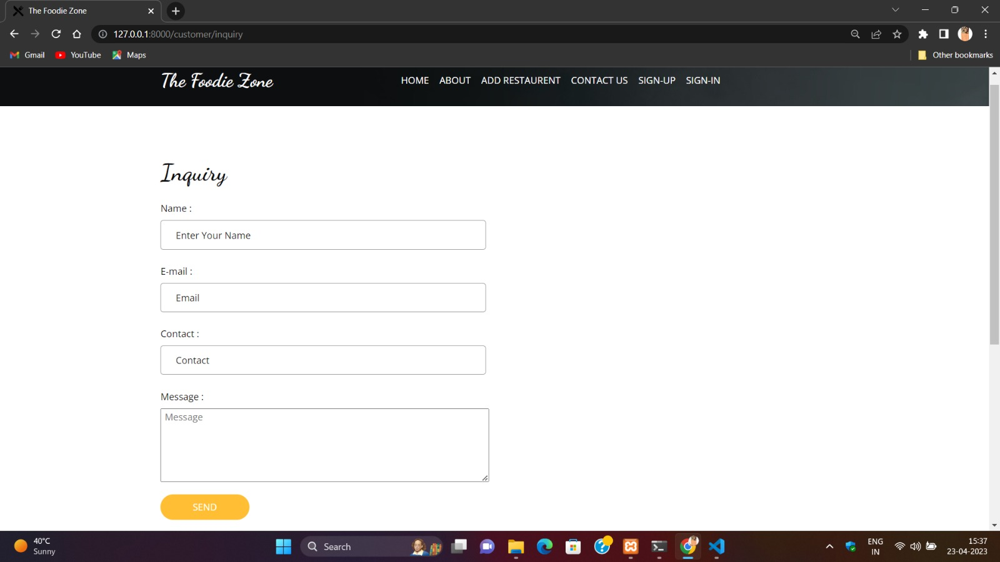 The Foodie Zone
127.0.0.1:8000/customer/inquiry
Gmail YouTube Maps Other bookmarks
The Foodie Zone HOME ABOUT ADD RESTAURENT CONTACT US SIGN-UP SIGN-IN
Inquiry
Name :
Enter Your Name
E-mail :
Email
Contact :
Contact
Message :
Message
SEND
40°C
Sunny
Search
ENG
IN
15:37
23-04-2023